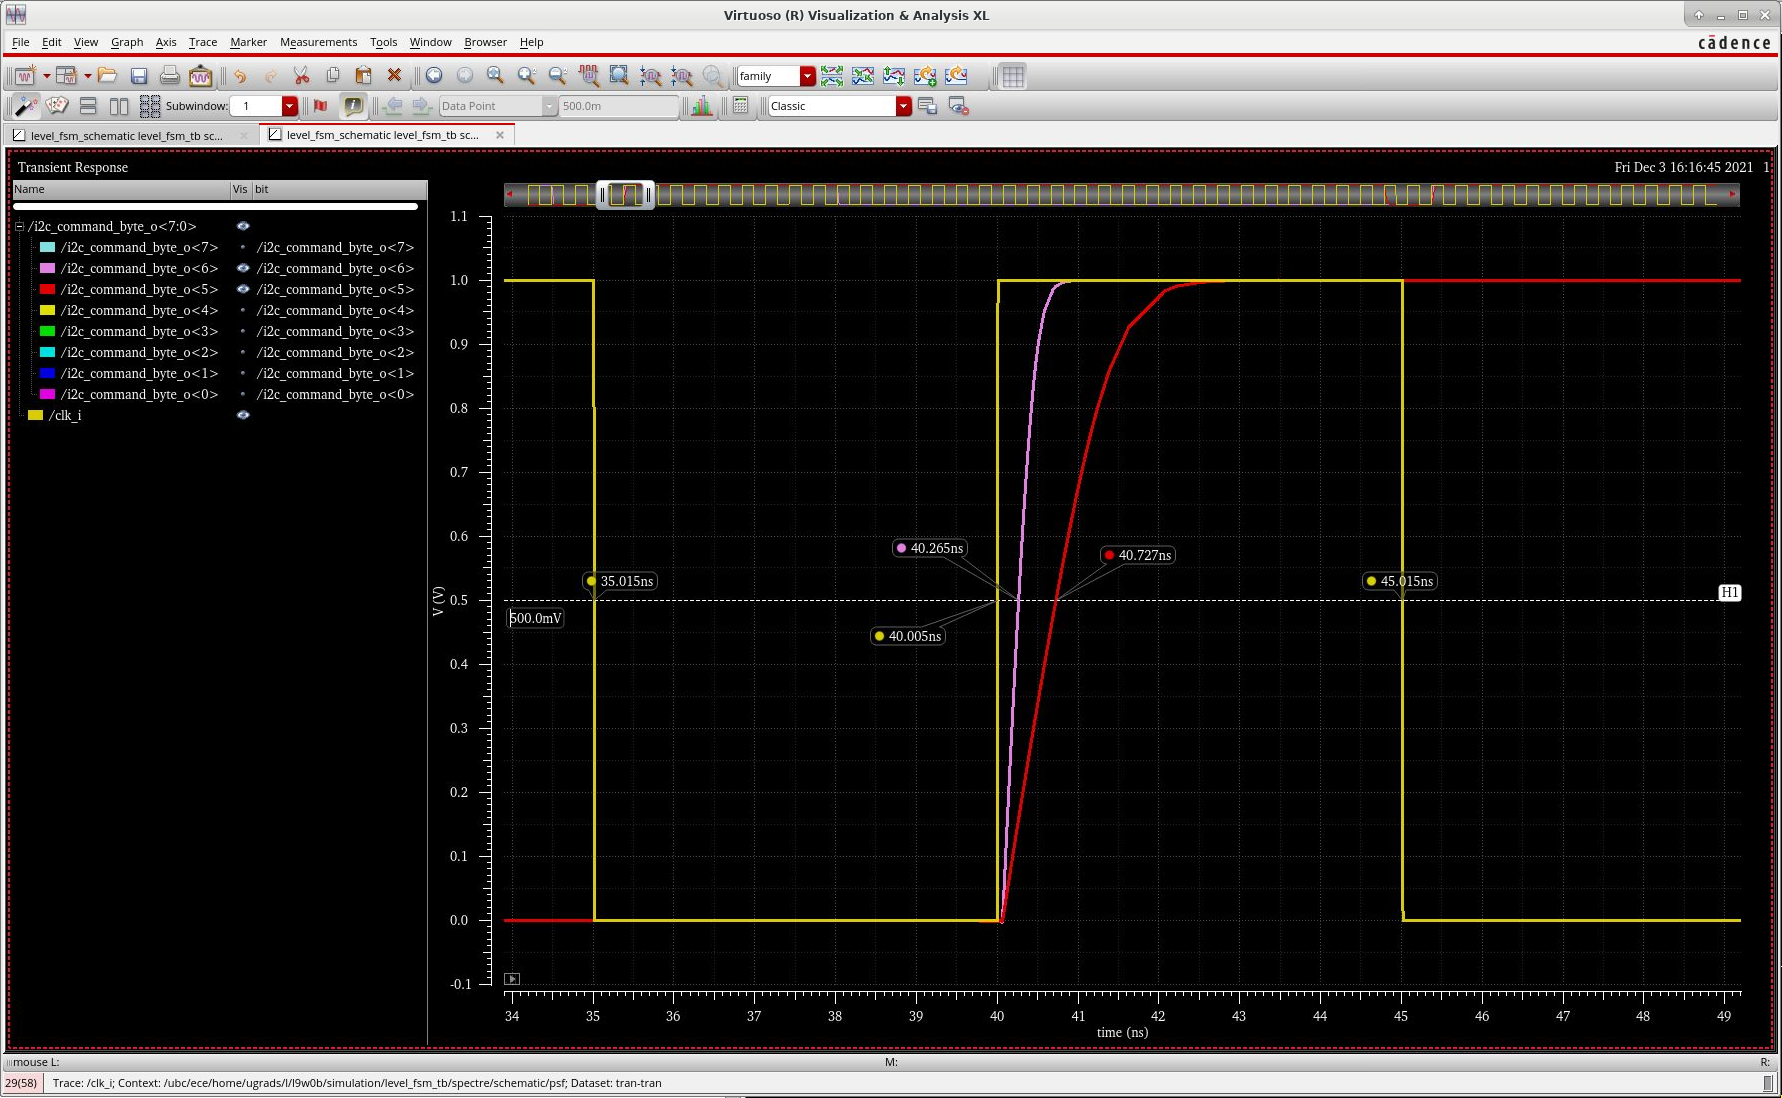 Virtuoso (R) Visualization & Analysis XL
File Edit View Graph Axis Trace Marker Measurements Tools Window Browser Help
cādence
family
Subwindow: 1 Data Point 500.0m Classic
level_fsm_schematic level_fsm_tb sc... level_fsm_schematic level_fsm_tb sc...
Transient Response
Fri Dec 3 16:16:45 2021 1
Name Vis bit
/i2c_command_byte_o<7:0>
/i2c_command_byte_o<7> /i2c_command_byte_o<7>
/i2c_command_byte_o<6> /i2c_command_byte_o<6>
/i2c_command_byte_o<5> /i2c_command_byte_o<5>
/i2c_command_byte_o<4> /i2c_command_byte_o<4>
/i2c_command_byte_o<3> /i2c_command_byte_o<3>
/i2c_command_byte_o<2> /i2c_command_byte_o<2>
/i2c_command_byte_o<1> /i2c_command_byte_o<1>
/i2c_command_byte_o<0> /i2c_command_byte_o<0>
/clk_i
1.1
1.0
0.9
0.8
0.7
0.6
0.5
0.4
0.3
0.2
0.1
0.0
-0.1
V (V)
40.265ns
40.727ns
35.015ns
45.015ns
H1
500.0mV
40.005ns
34 35 36 37 38 39 40 41 42 43 44 45 46 47 48 49
time (ns)
mouse L: M: R:
29(58) Trace: /clk_i; Context: /ubc/ece/home/ugrads/l/l9w0b/simulation/level_fsm_tb/spectre/schematic/psf; Dataset: tran-tran